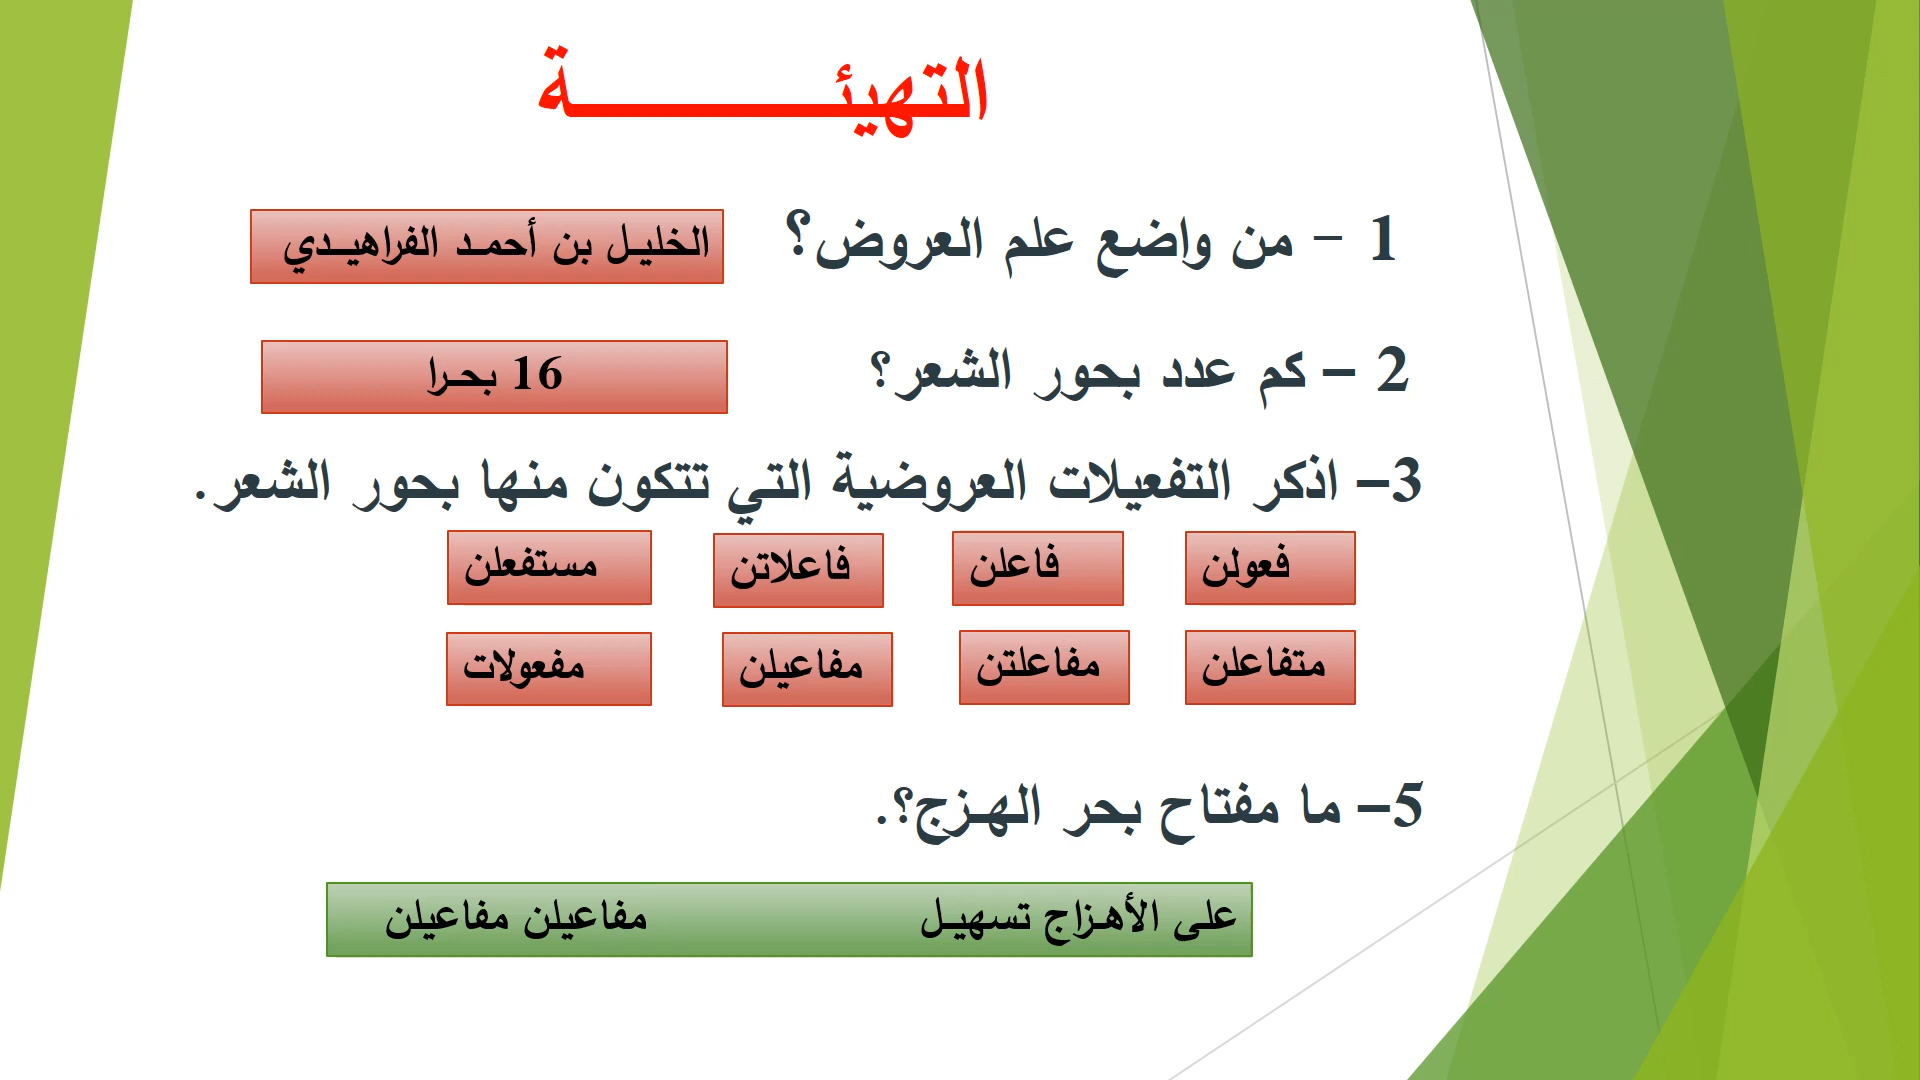 التهيئــــــــــــة
1 - من واضع علم العروض؟ الخليـل بن أحمـد الفراهيـدي
2 – كم عدد بحور الشعر؟ 16 بحـرا
3– اذكر التفعيلات العروضية التي تتكون منها بحور الشعر.
فعولن فاعلن فاعلاتن مستفعلن
متفاعلن مفاعلتن مفاعيلن مفعولات
5– ما مفتاح بحر الهـزج؟.
على الأهـزاج تسهيـل مفاعيلن مفاعيلن